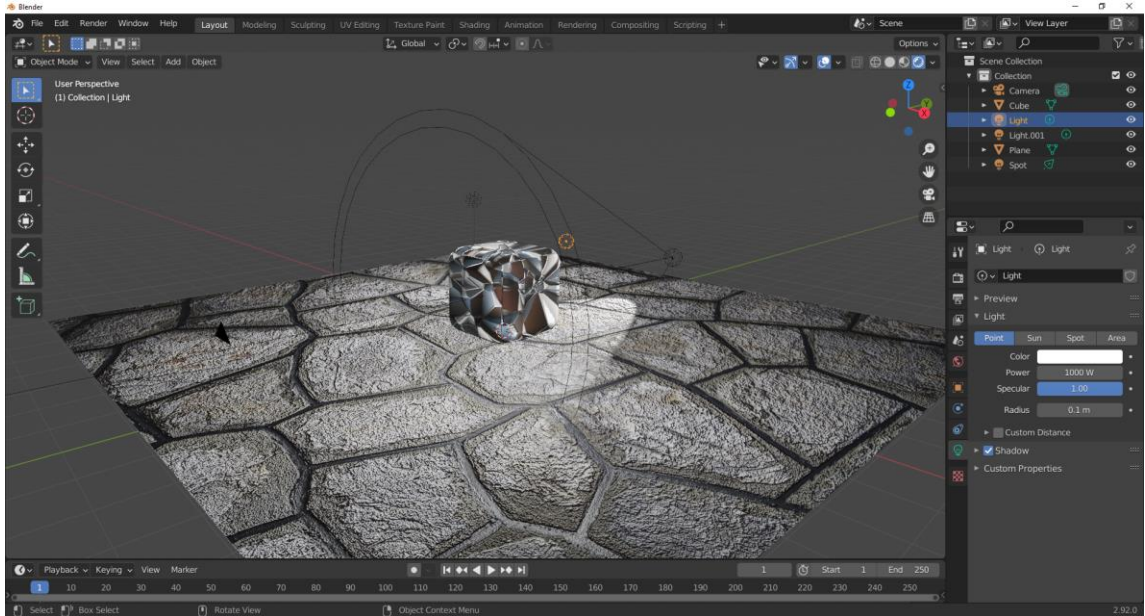 Blender
File Edit Render Window Help Layout Modeling Sculpting UV Editing Texture Paint Shading Animation Rendering Compositing Scripting + Scene View Layer
Global Options
Object Mode View Select Add Object
User Perspective
(1) Collection | Light
Scene Collection
Collection
Camera
Cube
Light
Light.001
Plane
Spot
Light Light
Light
Preview
Light
Point Sun Spot Area
Color
Power 1000 W
Specular 1.00
Radius 0.1 m
Custom Distance
Shadow
Custom Properties
X
Y
Z
Playback Keying View Marker 1 Start 1 End 250
1 10 20 30 40 50 60 70 80 90 100 110 120 130 140 150 160 170 180 190 200 210 220 230 240 250
Select Box Select Rotate View Object Context Menu 2.92.0